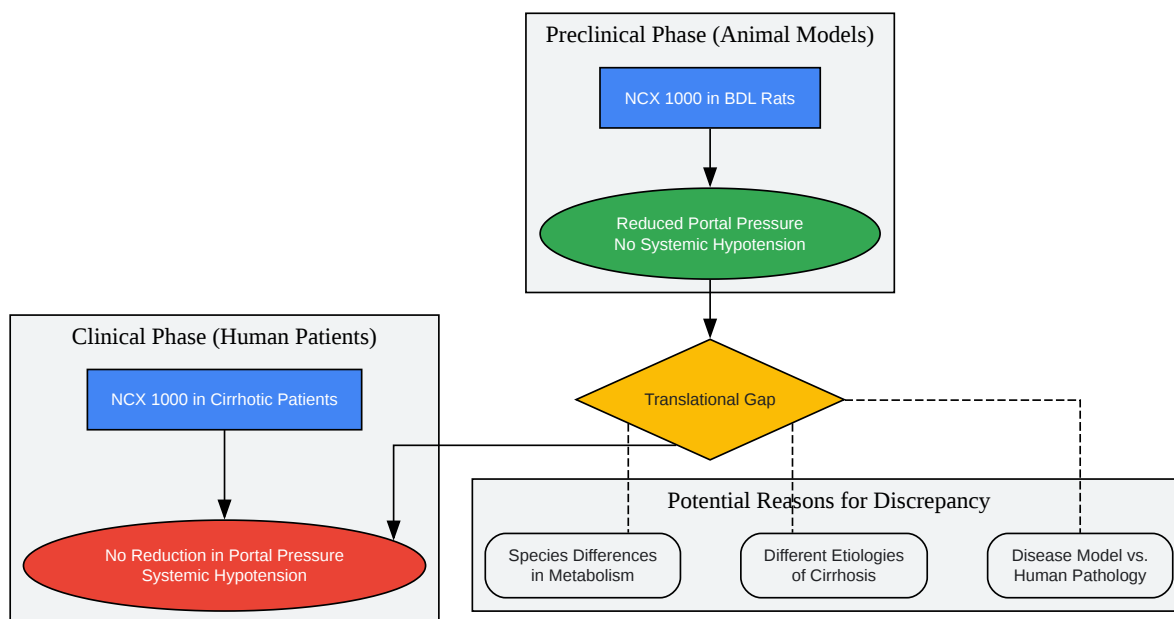 Preclinical Phase (Animal Models)
NCX 1000 in BDL Rats
Reduced Portal Pressure
No Systemic Hypotension
Clinical Phase (Human Patients)
NCX 1000 in Cirrhotic Patients
Translational Gap
No Reduction in Portal Pressure
Systemic Hypotension
Potential Reasons for Discrepancy
Species Differences
in Metabolism
Different Etiologies
of Cirrhosis
Disease Model vs.
Human Pathology